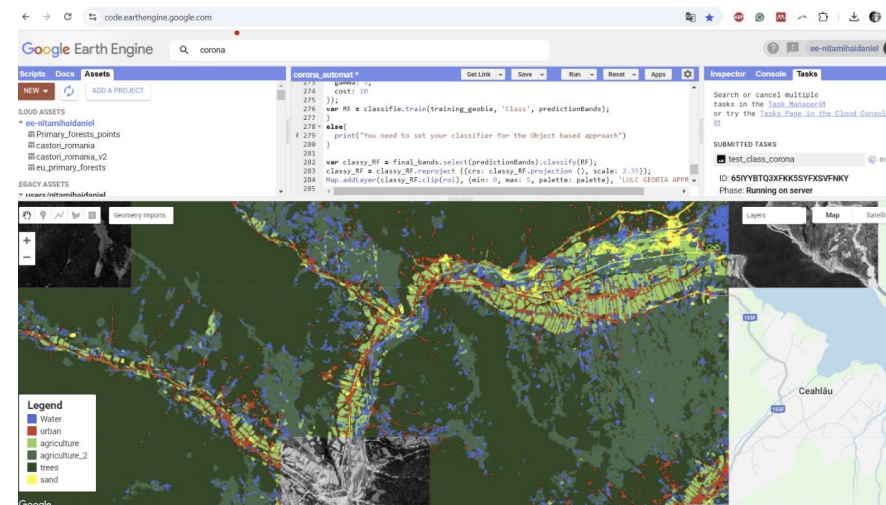 code.earthengine.google.com
Google Earth Engine
corona
ee-nitamihaidaniel
Scripts Docs Assets
NEW
ADD A PROJECT
CLOUD ASSETS
ee-nitamihaidaniel
Primary_forests_points
castori_romania
castori_romania_v2
eu_primary_forests
LEGACY ASSETS
users/nitamihaidaniel
corona_automat *
Get Link
Save
Run
Reset
Apps
273 gamma: 1,
274 cost: 10
275 });
276 var RF = classifie.train(training_geobia, 'Class', predictionBands);
277 }
278 else{
i 279 print("You need to set your classifier for the Object based approach")
280 }
281
282 var classy_RF = final_bands.select(predictionBands).classify(RF);
283 classy_RF = classy_RF.reproject ({crs: classy_RF.projection (), scale: 2.35});
284 Map.addLayer(classy_RF.clip(roi), {min: 0, max: 5, palette: palette}, 'LULC GEOBIA APPR
285
Inspector Console Tasks
Search or cancel multiple
tasks in the Task Manager
or try the Tasks Page in the Cloud Consol
SUBMITTED TASKS
test_class_corona
Phase: Running on server
Geometry Imports
Layers
Map
Satelli
+
−
155F
155F
Ceahlău
Legend
Water
urban
agriculture
agriculture_2
trees
sand
Google